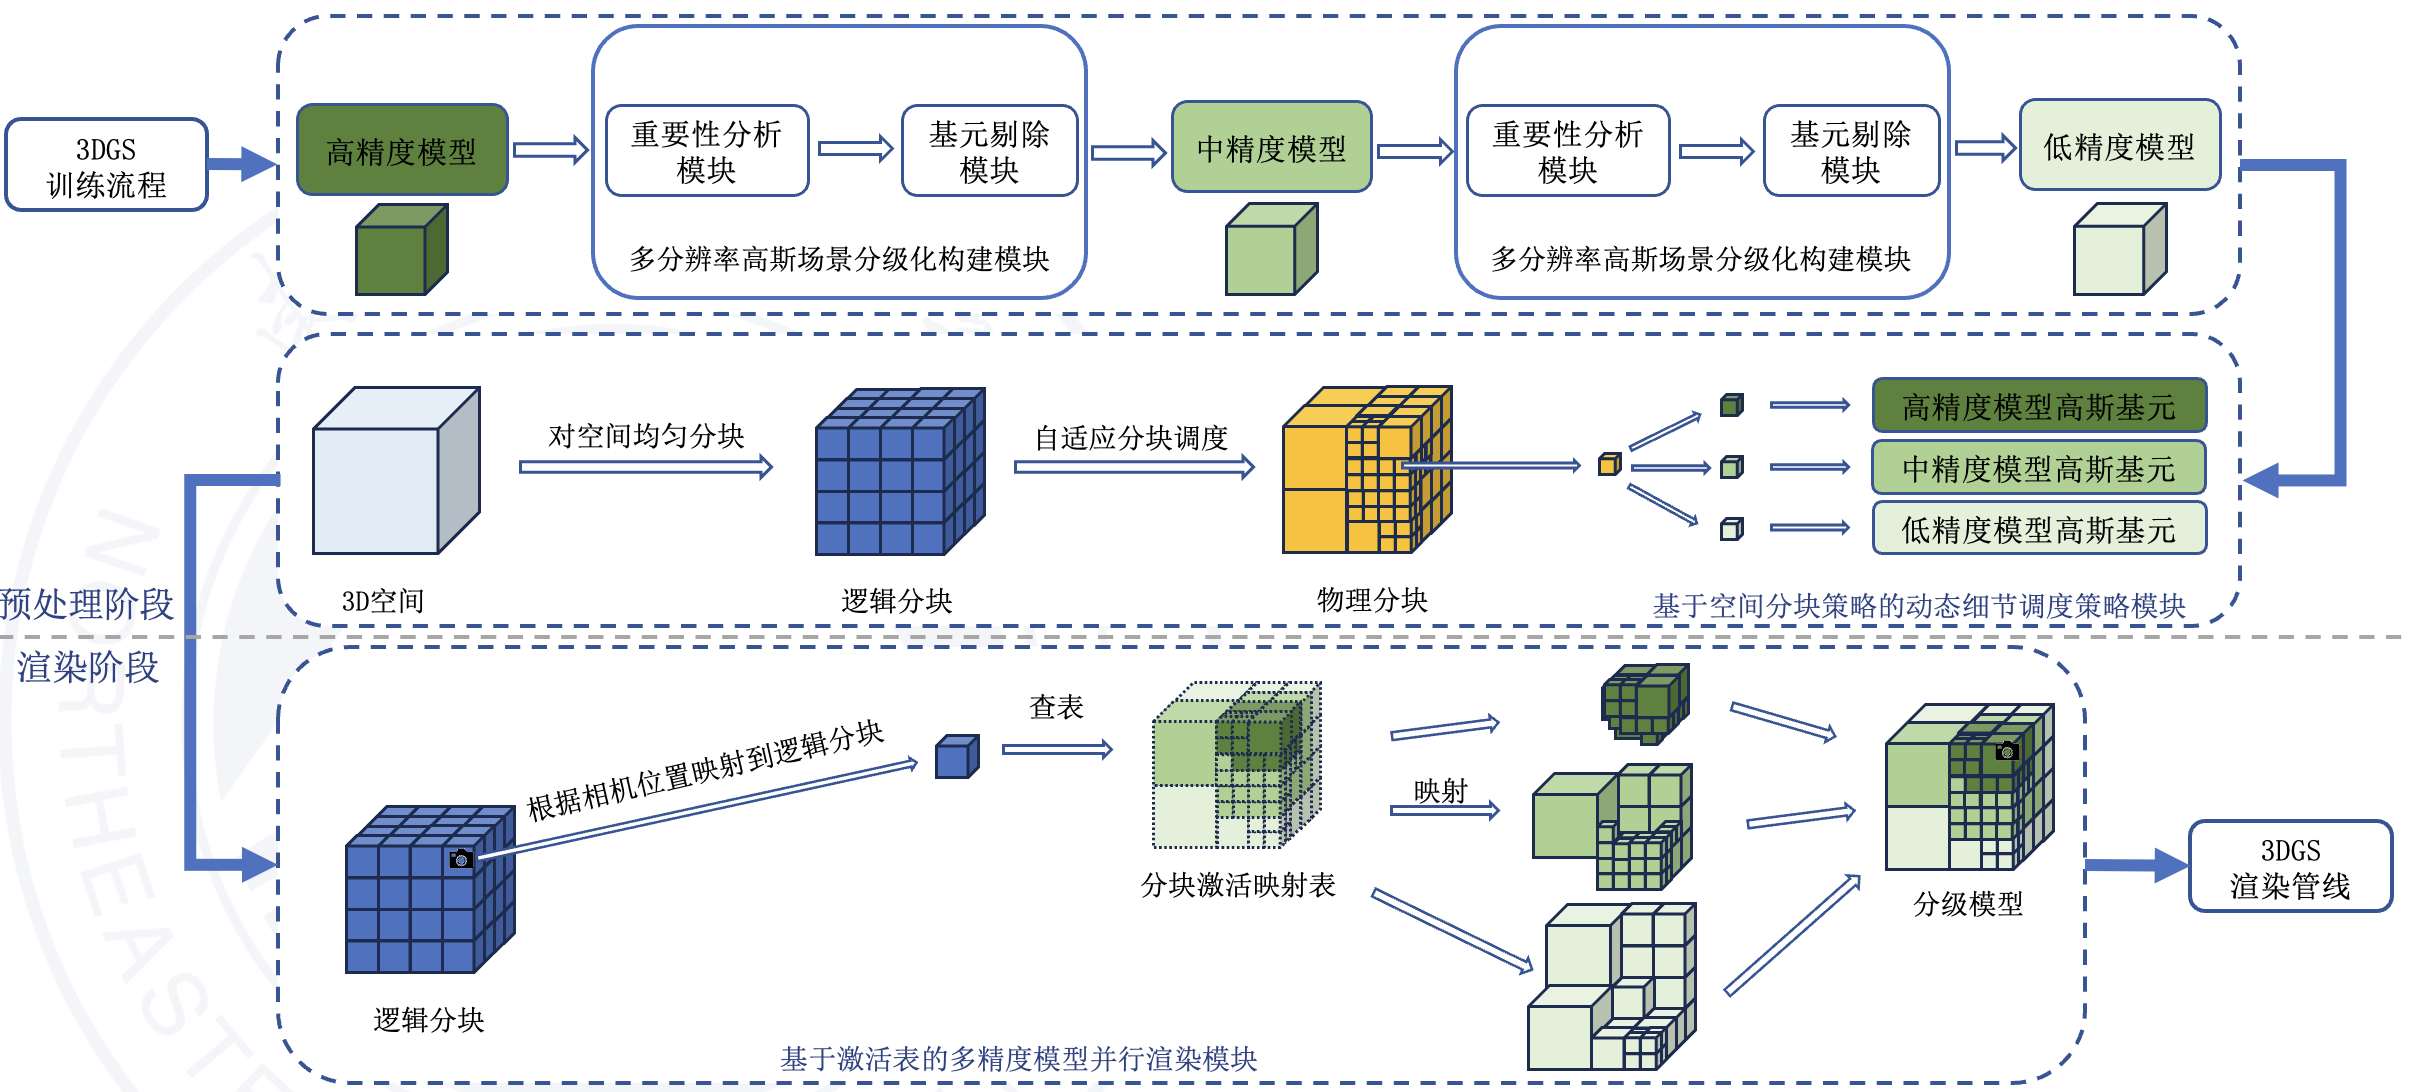 3DGS
训练流程
高精度模型
重要性分析
模块
基元剔除
模块
多分辨率高斯场景分级化构建模块
中精度模型
重要性分析
模块
基元剔除
模块
多分辨率高斯场景分级化构建模块
低精度模型
3D空间
对空间均匀分块
逻辑分块
自适应分块调度
物理分块
高精度模型高斯基元
中精度模型高斯基元
低精度模型高斯基元
基于空间分块策略的动态细节调度策略模块
预处理阶段
渲染阶段
逻辑分块
根据相机位置映射到逻辑分块
查表
分块激活映射表
映射
分级模型
基于激活表的多精度模型并行渲染模块
3DGS
渲染管线
NORTHEASTE